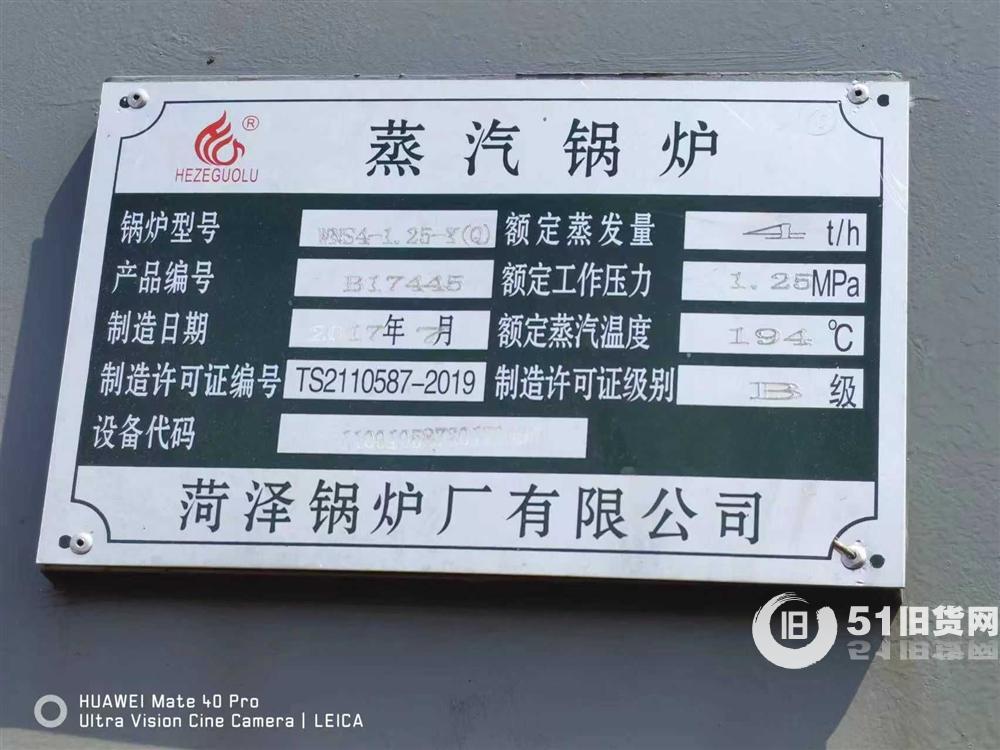 HEZEGUOLU ®
蒸汽锅炉
锅炉型号 WNS4-1.25-Y(Q) 额定蒸发量 4 t/h
产品编号 B17445 额定工作压力 1.25MPa
制造日期 2017年7月 额定蒸汽温度 194℃
制造许可证编号 TS2110587-2019 制造许可证级别 B级
设备代码
菏泽锅炉厂有限公司
旧 51旧货网
HUAWEI Mate 40 Pro
Ultra Vision Cine Camera | LEICA